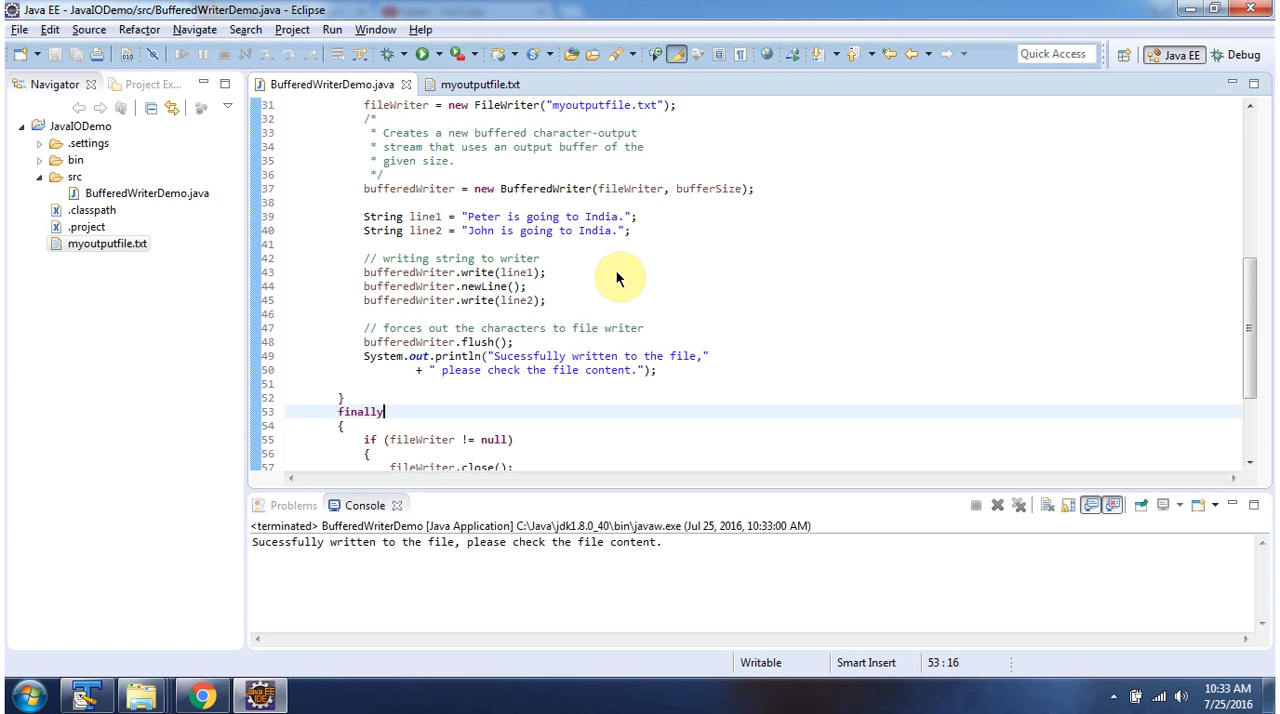 Java EE - JavaIODemo/src/BufferedWriterDemo.java - Eclipse
File Edit Source Refactor Navigate Search Project Run Window Help
Quick Access Java EE Debug
Navigator Project Ex
BufferedWriterDemo.java myoutputfile.txt
JavaIODemo
.settings
bin
src
BufferedWriterDemo.java
.classpath
.project
myoutputfile.txt
31 fileWriter = new FileWriter("myoutputfile.txt");
32 /*
33 * Creates a new buffered character-output
34 * stream that uses an output buffer of the
35 * given size.
36 */
37 bufferedWriter = new BufferedWriter(fileWriter, bufferSize);
38
39 String line1 = "Peter is going to India.";
40 String line2 = "John is going to India.";
41
42 // writing string to writer
43 bufferedWriter.write(line1);
44 bufferedWriter.newLine();
45 bufferedWriter.write(line2);
46
47 // forces out the characters to file writer
48 bufferedWriter.flush();
49 System.out.println("Sucessfully written to the file,"
50 + " please check the file content.");
51
52 }
53 finally
54 {
55 if (fileWriter != null)
56 {
57 fileWriter.close();
Problems Console
<terminated> BufferedWriterDemo [Java Application] C:\Java\jdk1.8.0_40\bin\javaw.exe (Jul 25, 2016, 10:33:00 AM)
Sucessfully written to the file, please check the file content.
Writable Smart Insert 53 : 16
Java EE IDE
10:33 AM
7/25/2016